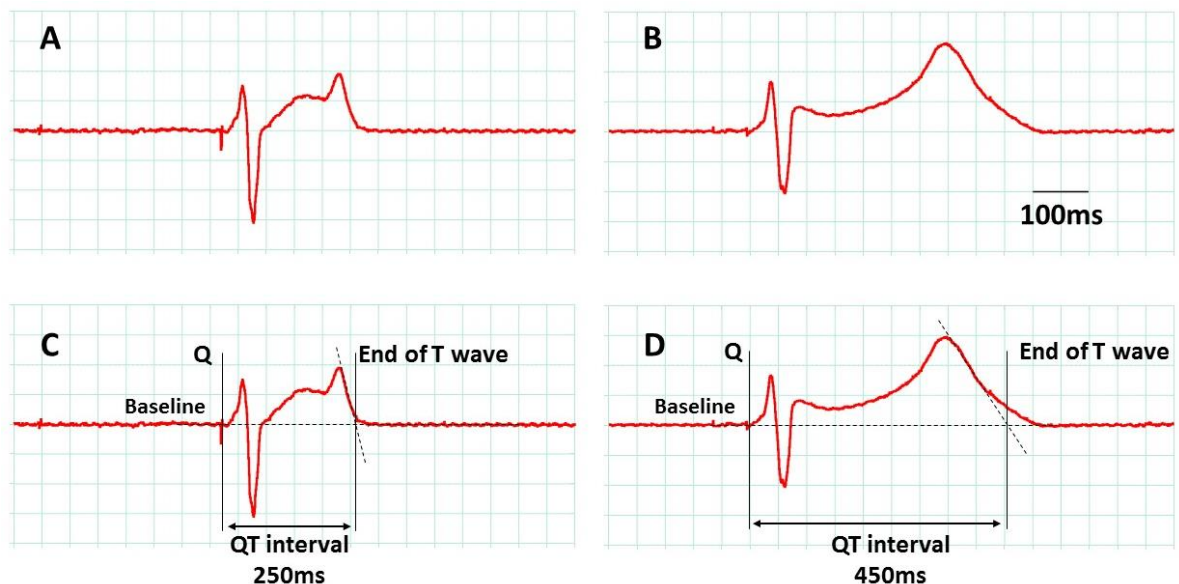 A
B
100ms
C
Q
End of T wave
Baseline
QT interval
250ms
D
Q
End of T wave
Baseline
QT interval
450ms